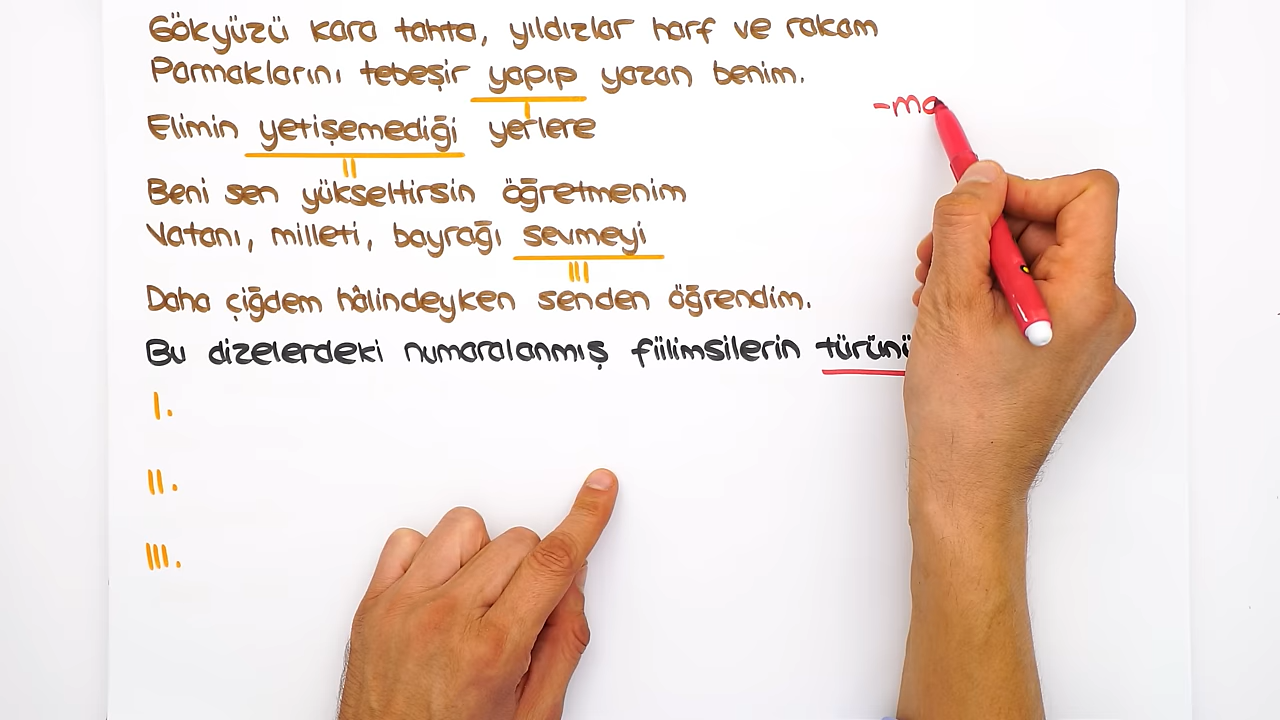 Gökyüzü kara tahta, yıldızlar harf ve rakam
Parmaklarını tebeşir yapıp yazan benim.
I
-ma
Elimin yetişemediği yerlere
II
Beni sen yükseltirsin öğretmenim
Vatanı, milleti, bayrağı sevmeyi
III
Daha çiğdem hâlindeyken senden öğrendim.
Bu dizelerdeki numaralanmış fiilimsilerin
I.
II.
III.